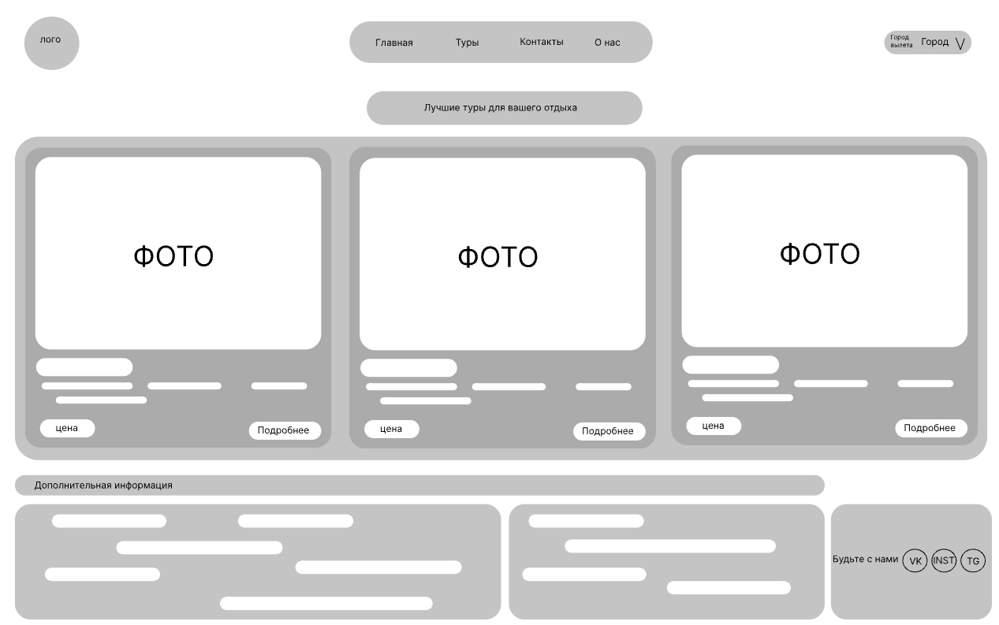 лого
Главная
Туры
Контакты
О нас
Город
вылета
Город
Лучшие туры для вашего отдыха
ФОТО
ФОТО
ФОТО
цена
Подробнее
цена
Подробнее
цена
Подробнее
Дополнительная информация
Будьте с нами
VK
INST
TG